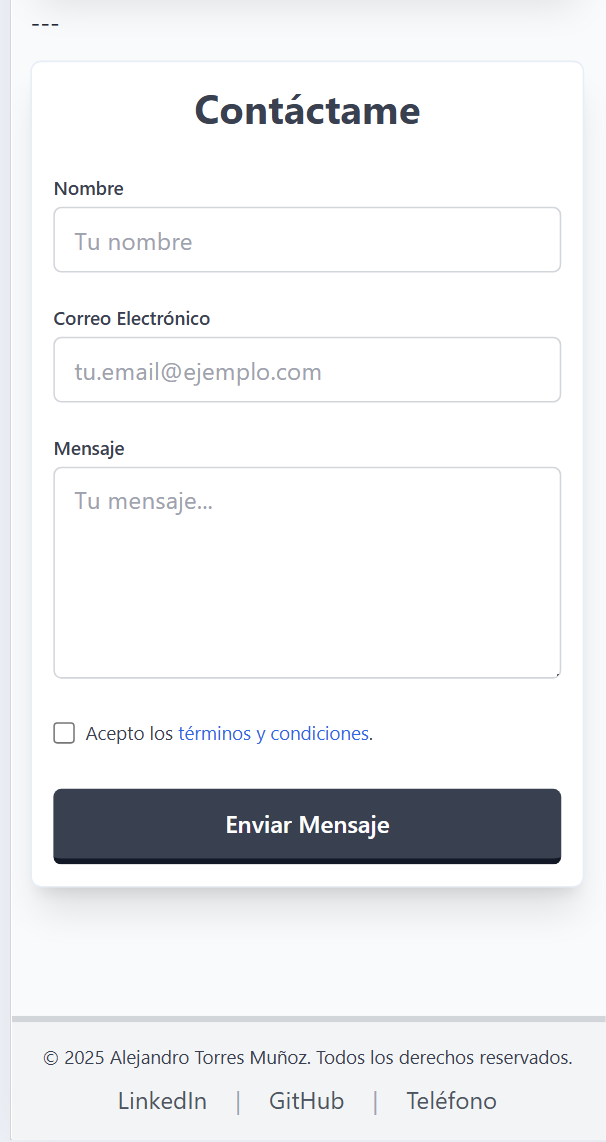 ---
Contáctame
Nombre
Tu nombre
Correo Electrónico
tu.email@ejemplo.com
Mensaje
Tu mensaje...
Acepto los términos y condiciones.
Enviar Mensaje
© 2025 Alejandro Torres Muñoz. Todos los derechos reservados.
LinkedIn | GitHub | Teléfono